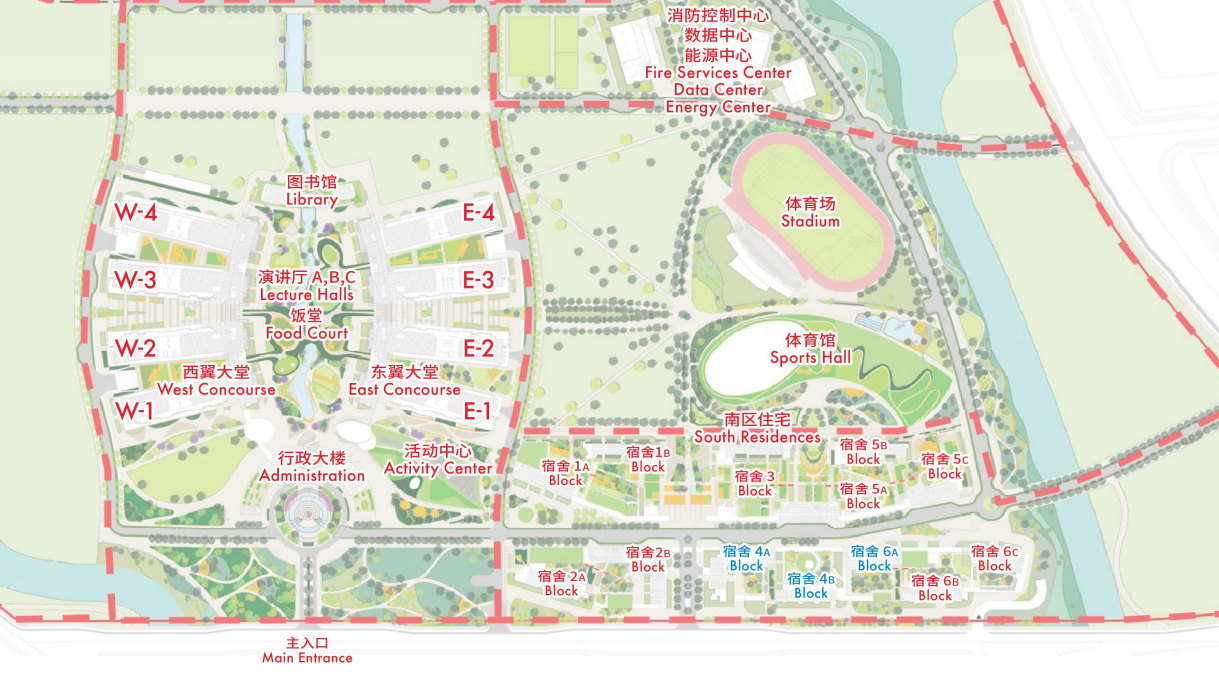 消防控制中心
数据中心
能源中心
Fire Services Center
Data Center
Energy Center
图书馆
Library
体育场
Stadium
W-4
E-4
W-3
演讲厅 A,B,C
Lecture Halls
E-3
饭堂
Food Court
W-2
E-2
体育馆
Sports Hall
西翼大堂
West Concourse
东翼大堂
East Concourse
W-1
E-1
南区住宅
South Residences
行政大楼
Administration
活动中心
Activity Center
宿舍 1A
Block
宿舍1B
Block
宿舍 3
Block
宿舍 5B
Block
宿舍 5A
Block
宿舍 5C
Block
宿舍 2A
Block
宿舍2B
Block
宿舍 4A
Block
宿舍 4B
Block
宿舍 6A
Block
宿舍 6B
Block
宿舍 6C
Block
主入口
Main Entrance